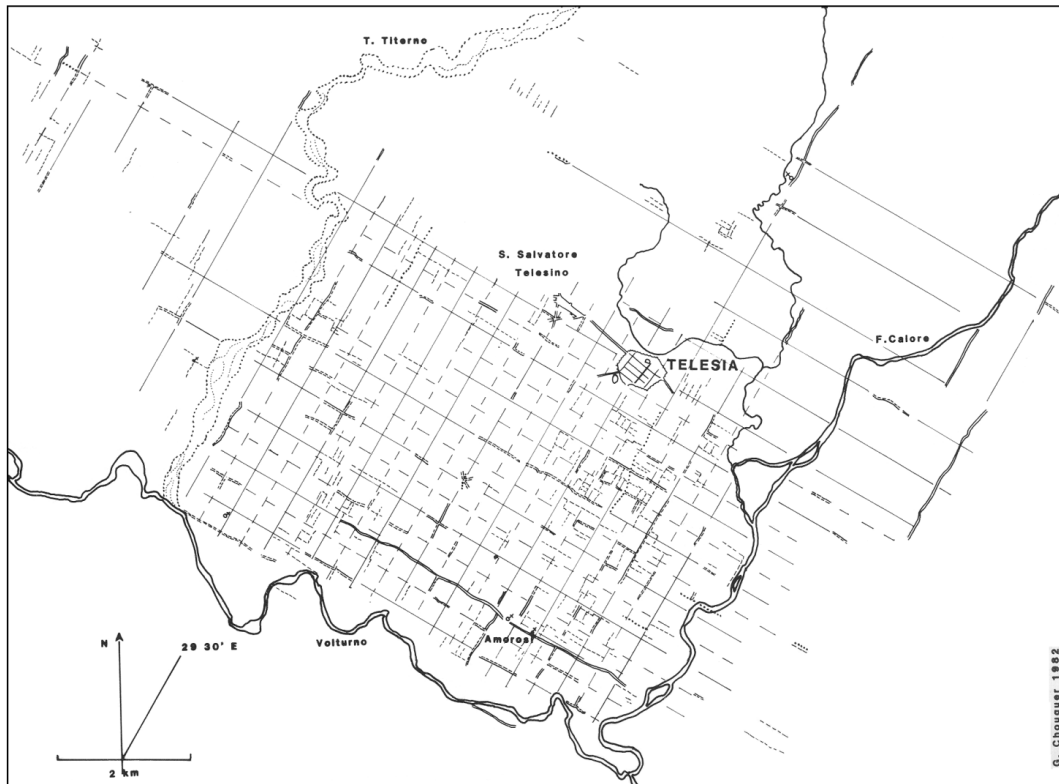 T. Titerno
S. Salvatore
Telesino
TELESIA
F. Calore
Amorosi
Volturno
N
29 30' E
2 km
G. Chouquer 1982